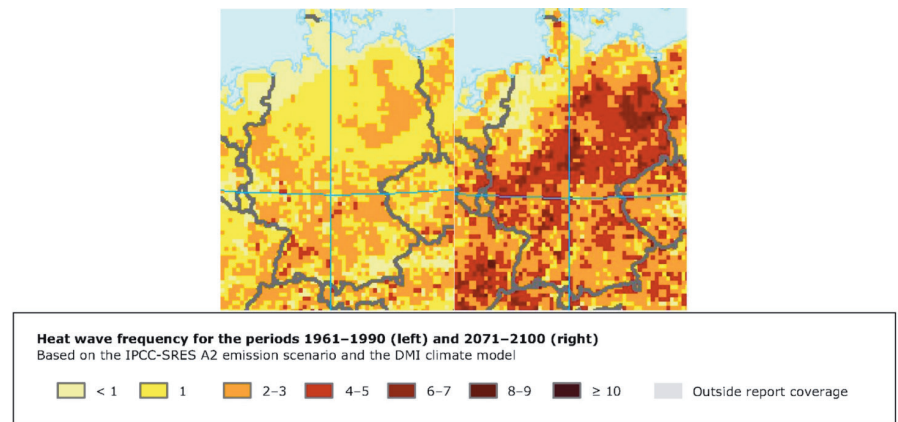 Heat wave frequency for the periods 1961–1990 (left) and 2071–2100 (right)
Based on the IPCC-SRES A2 emission scenario and the DMI climate model
< 1 1 2–3 4–5 6–7 8–9 ≥ 10 Outside report coverage